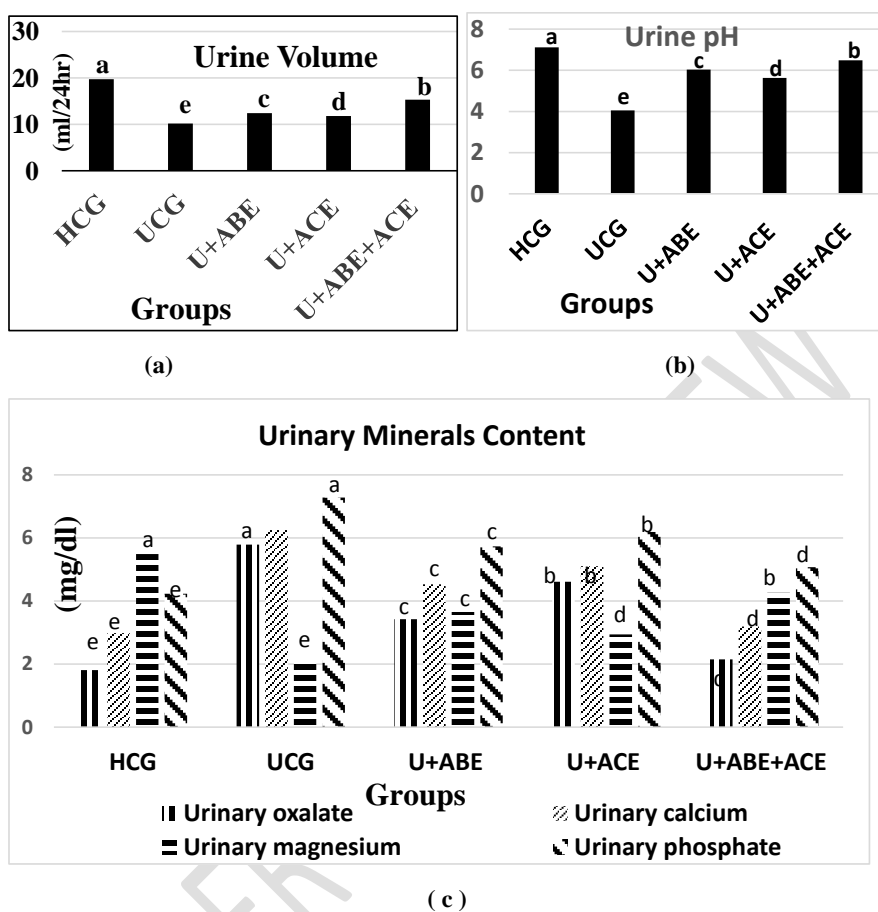 30
20
10
0
(ml/24hr)
Urine Volume
a
e
c
d
b
HCG
UCG
U+ABE
U+ACE
U+ABE+ACE
Groups
(a)
8
6
4
2
0
Urine pH
a
e
c
d
b
HCG
UCG
U+ABE
U+ACE
U+ABE+ACE
Groups
(b)
Urinary Minerals Content
8
6
4
2
0
(mg/dl)
e e a e
a e a
c c c c
b b d b
d b d
HCG UCG U+ABE U+ACE U+ABE+ACE
Groups
Urinary oxalate Urinary calcium
Urinary magnesium Urinary phosphate
( c )